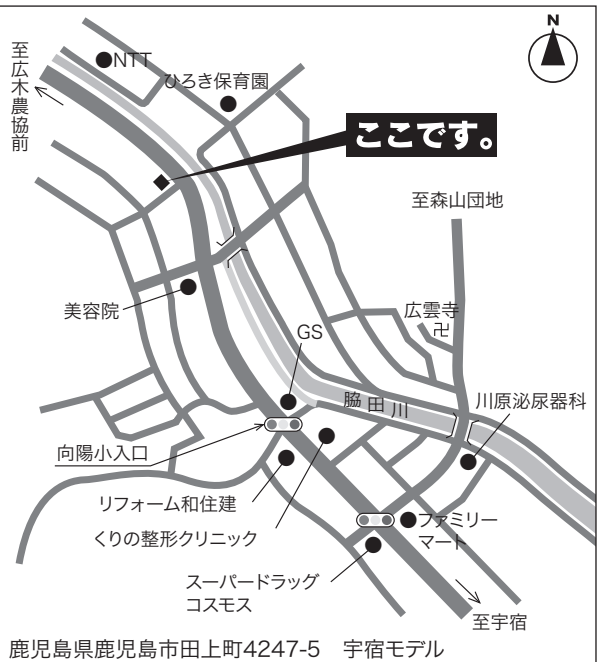 N
至広木農協前
NTT
ひろき保育園
ここです。
至森山団地
美容院
広雲寺
卍
GS
脇田川
川原泌尿器科
向陽小入口
リフォーム和住建
くりの整形クリニック
ファミリー
マート
スーパードラッグ
コスモス
至宇宿
鹿児島県鹿児島市田上町4247-5 宇宿モデル